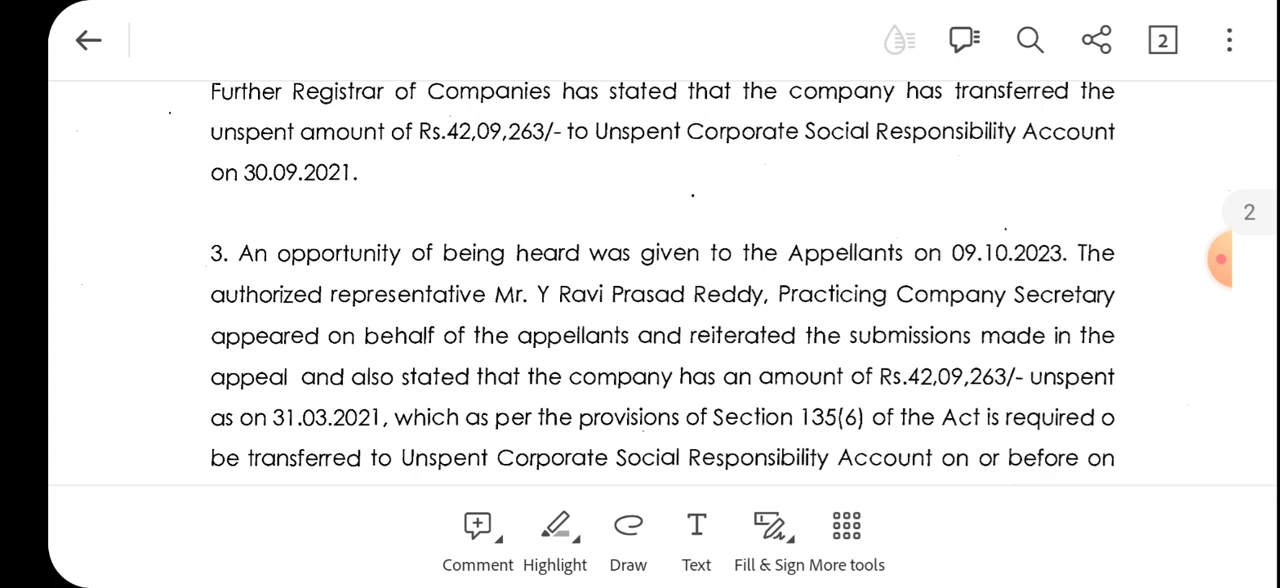 2
Further Registrar of Companies has stated that the company has transferred the
unspent amount of Rs.42,09,263/- to Unspent Corporate Social Responsibility Account
on 30.09.2021.
2
3. An opportunity of being heard was given to the Appellants on 09.10.2023. The
authorized representative Mr. Y Ravi Prasad Reddy, Practicing Company Secretary
appeared on behalf of the appellants and reiterated the submissions made in the
appeal and also stated that the company has an amount of Rs.42,09,263/- unspent
as on 31.03.2021, which as per the provisions of Section 135(6) of the Act is required o
be transferred to Unspent Corporate Social Responsibility Account on or before on
Comment Highlight Draw Text Fill & Sign More tools